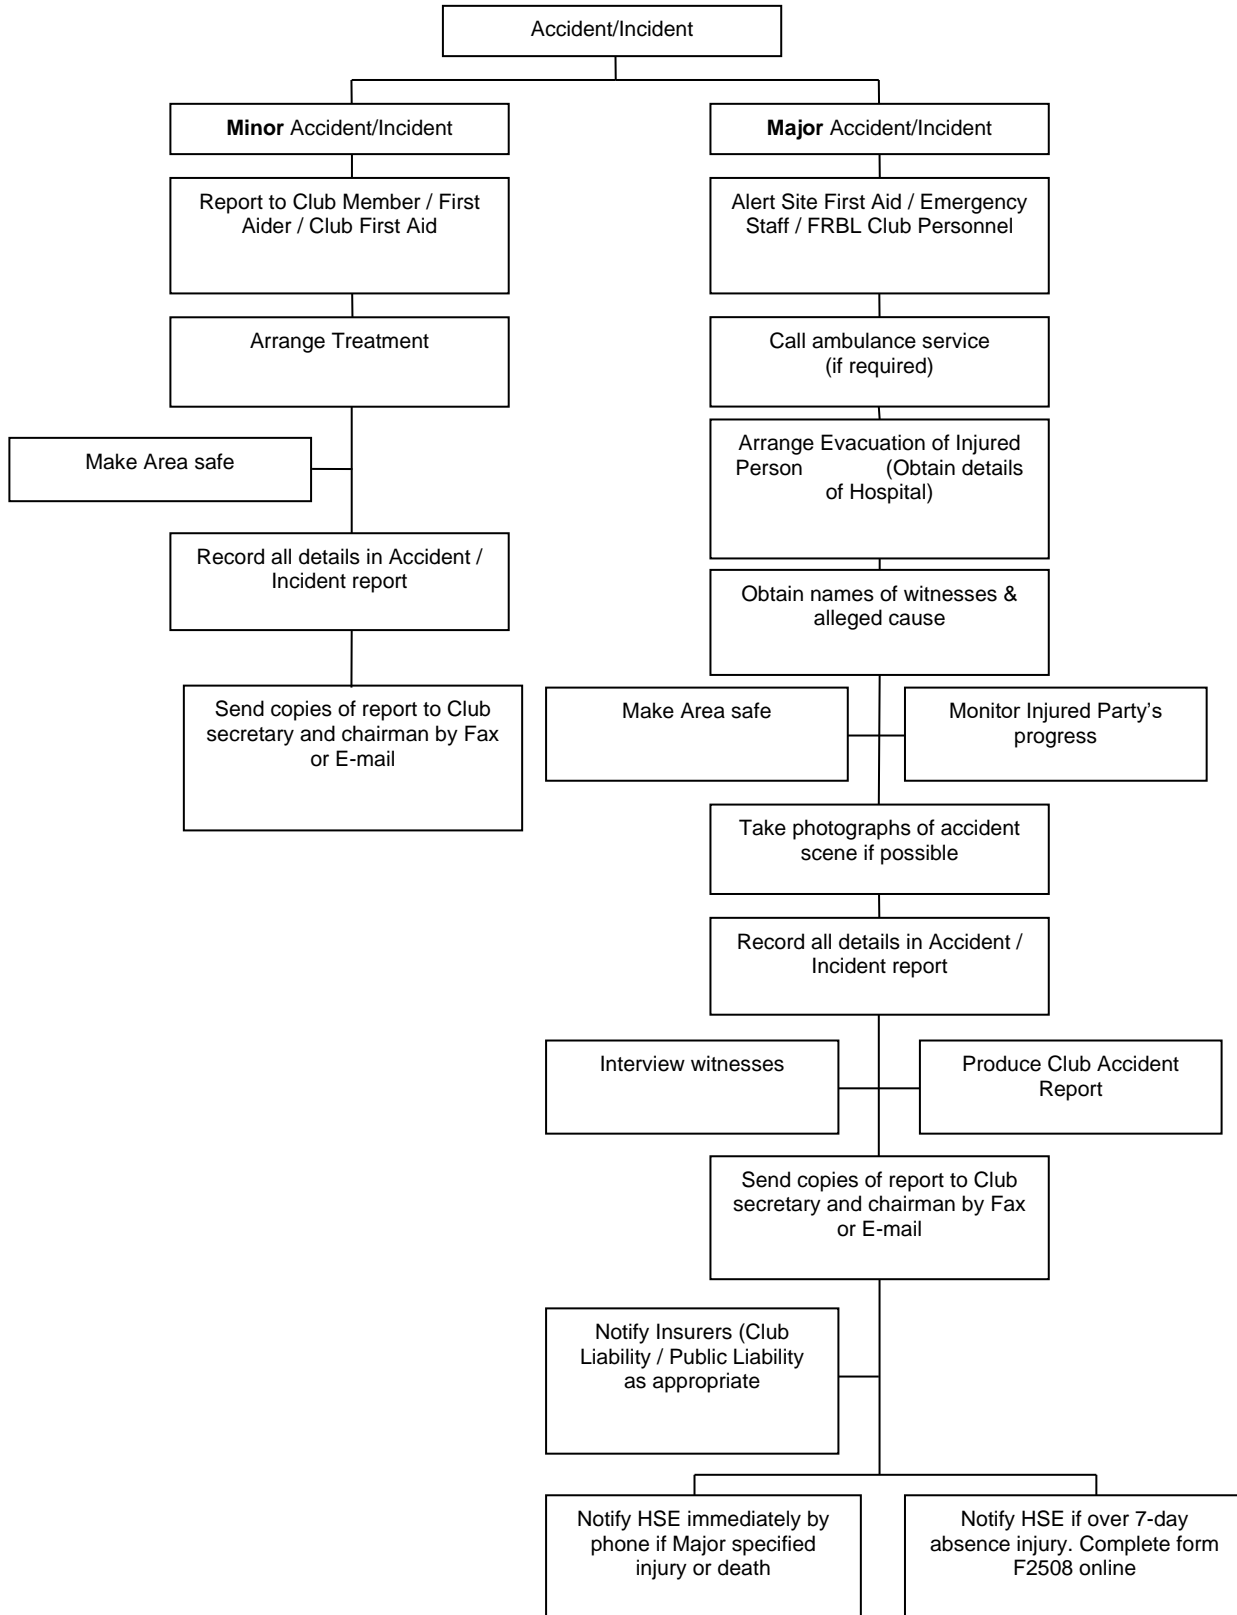 Accident/Incident
Minor Accident/Incident
Report to Club Member / First
Aider / Club First Aid
Arrange Treatment
Make Area safe
Record all details in Accident /
Incident report
Send copies of report to Club
secretary and chairman by Fax
or E-mail
Major Accident/Incident
Alert Site First Aid / Emergency
Staff / FRBL Club Personnel
Call ambulance service
(if required)
Arrange Evacuation of Injured
Person (Obtain details
of Hospital)
Obtain names of witnesses &
alleged cause
Make Area safe
Monitor Injured Party’s
progress
Take photographs of accident
scene if possible
Record all details in Accident /
Incident report
Interview witnesses
Produce Club Accident
Report
Send copies of report to Club
secretary and chairman by Fax
or E-mail
Notify Insurers (Club
Liability / Public Liability
as appropriate
Notify HSE immediately by
phone if Major specified
injury or death
Notify HSE if over 7-day
absence injury. Complete form
F2508 online